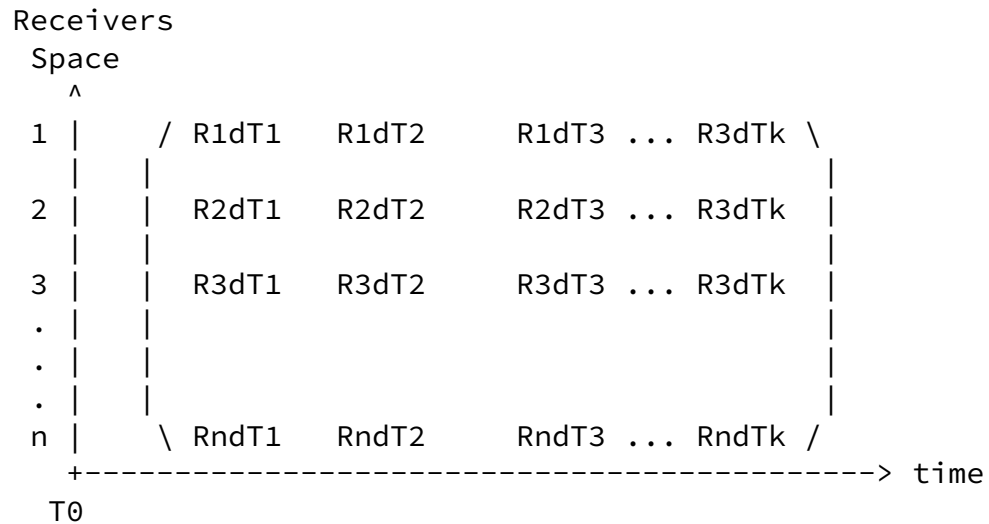 Receivers
Space
^
1 | / R1dT1 R1dT2 R1dT3 ... R3dTk \
| | |
2 | | R2dT1 R2dT2 R2dT3 ... R3dTk |
| | |
3 | | R3dT1 R3dT2 R3dT3 ... R3dTk |
. | | |
. | | |
. | | |
n | \ RndT1 RndT2 RndT3 ... RndTk /
+--------------------------------------------> time
T0